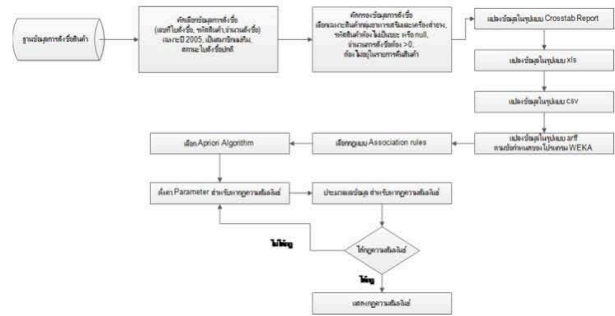 ฐานข้อมูลการสั่งซื้อสินค้า
คัดเลือกข้อมูลการสั่งซื้อ
(เลขที่ใบสั่งซื้อ, รหัสสินค้า,จำนวนสั่งซื้อ)
เฉพาะปี 2005, เป็นสมาชิกแม่ทีม,
สถานะใบสั่งซื้อปกติ
คัดกรองข้อมูลการสั่งซื้อ
เลือกเฉพาะสินค้ากลุ่มอาหารเสริมและเครื่องสำอาง,
รหัสสินค้าต้องไม่เป็นขยะ หรือ null,
จำนวนการสั่งซื้อต้อง >0,
ต้องไม่อยู่ในรายการคืนสินค้า
แปลงข้อมูลในรูปแบบ Crosstab Report
แปลงข้อมูลในรูปแบบ xls
แปลงข้อมูลในรูปแบบ csv
แปลงข้อมูลในรูปแบบ arff
ตามข้อกำหนดของโปรแกรม WEKA
เลือกกฎแบบ Association rules
เลือก Apriori Algorithm
ตั้งค่า Parameter สำหรับหากฎความสัมพันธ์
ประมวลผลข้อมูล สำหรับหากฎความสัมพันธ์
ได้กฎความสัมพันธ์
ไม่ได้กฎ
ได้กฎ
แสดงกฎความสัมพันธ์